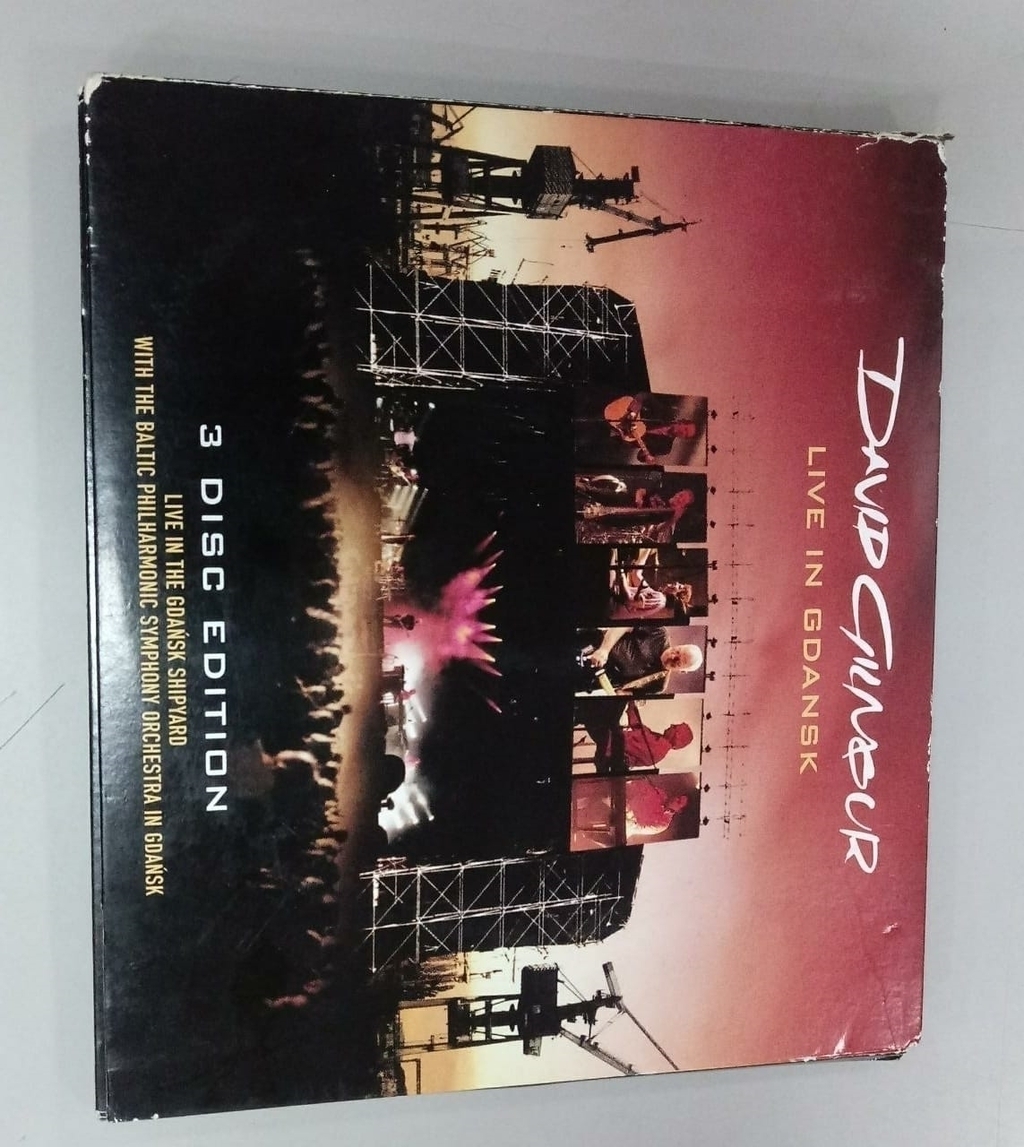 DAVID GILMOUR
LIVE IN GDANSK
3 DISC EDITION
LIVE IN THE GDAŃSK SHIPYARD
WITH THE BALTIC PHILHARMONIC SYMPHONY ORCHESTRA IN GDAŃSK